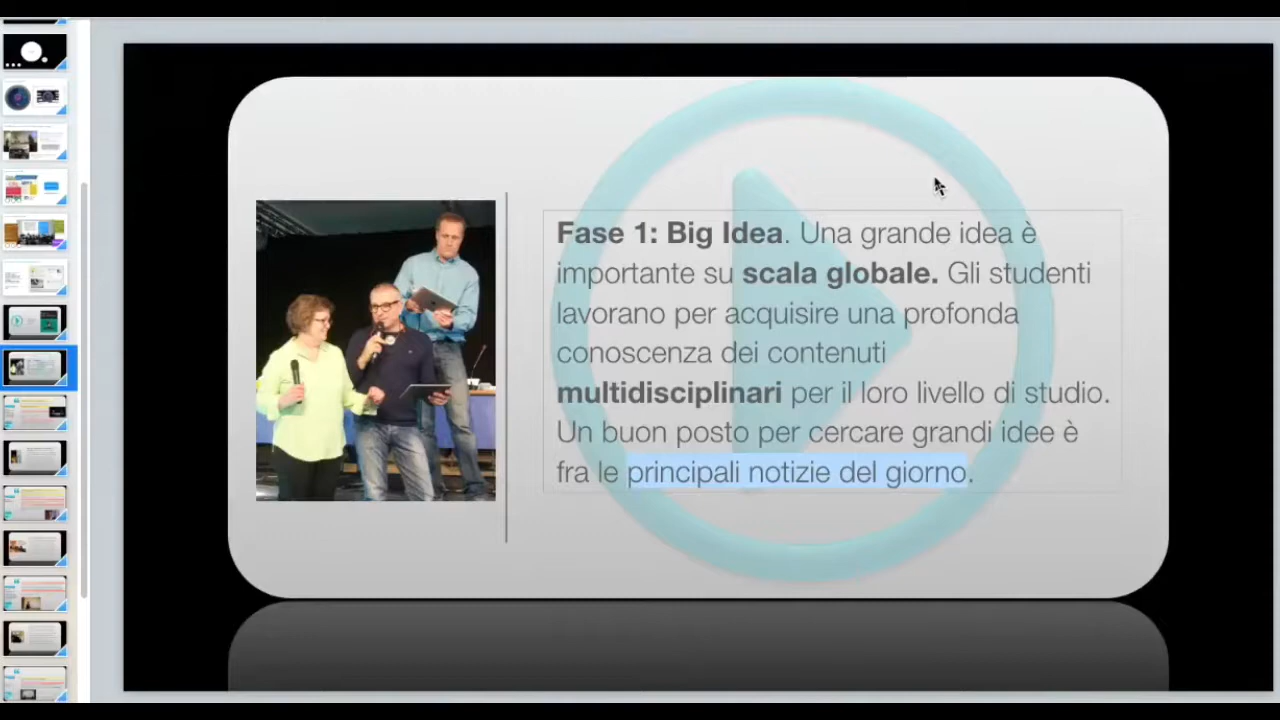 Fase 1: Big Idea. Una grande idea è
importante su scala globale. Gli studenti
lavorano per acquisire una profonda
conoscenza dei contenuti
multidisciplinari per il loro livello di studio.
Un buon posto per cercare grandi idee è
fra le principali notizie del giorno.